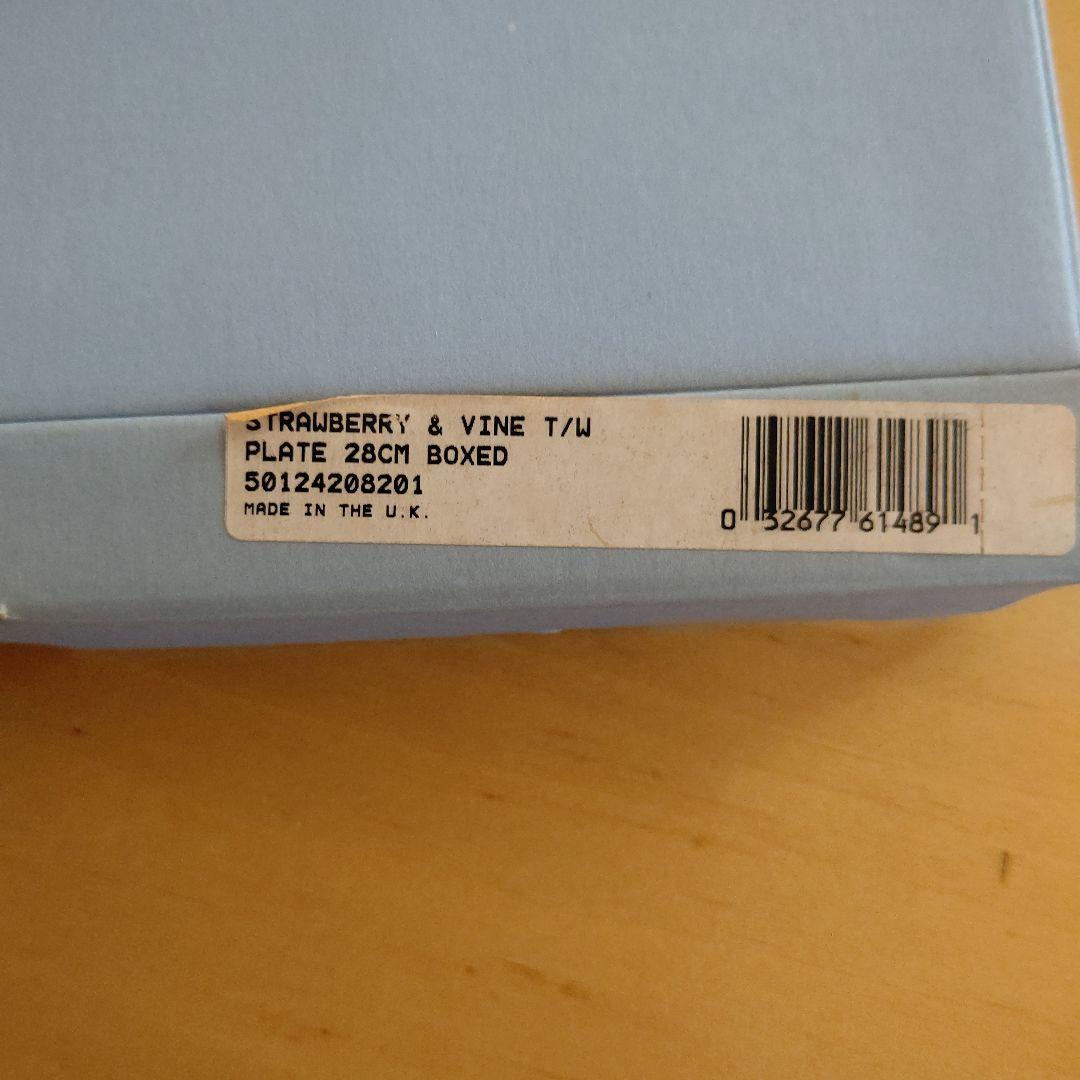 STRAWBERRY & VINE T/W
PLATE 28CM BOXED
50124208201
MADE IN THE U.K.
0 32677 61489 1